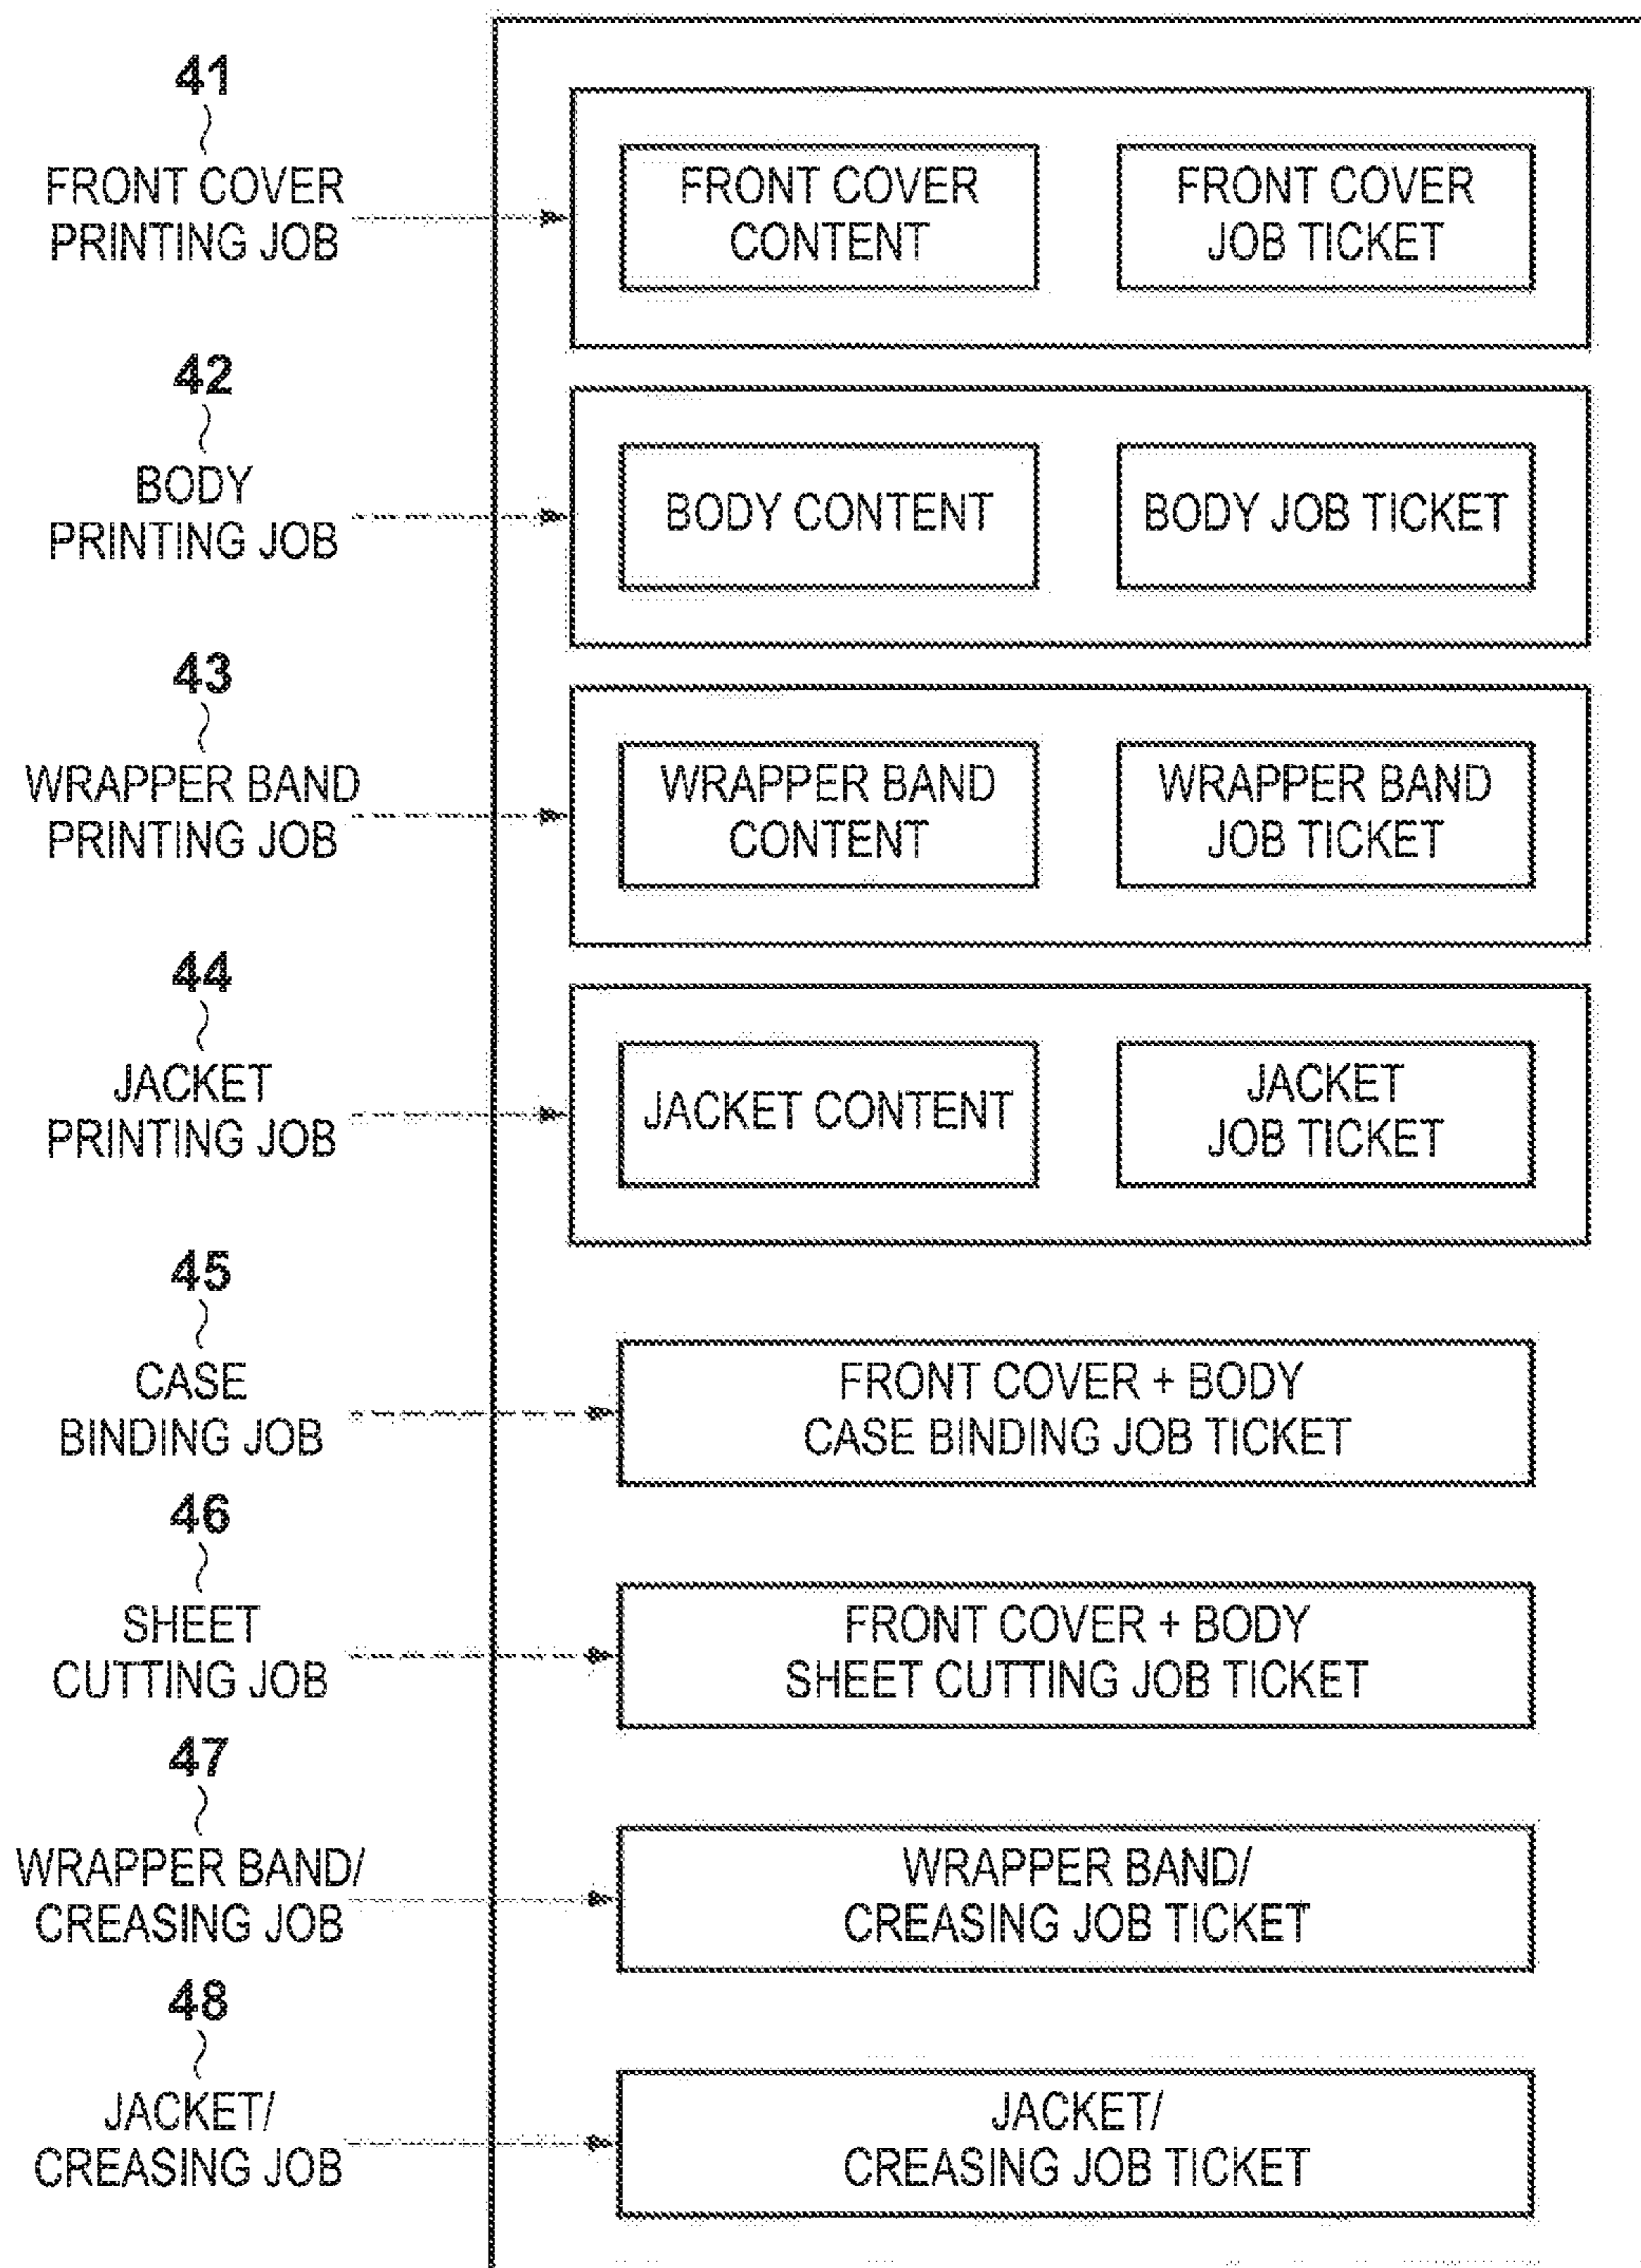 41
FRONT COVER
PRINTING JOB
FRONT COVER
CONTENT
FRONT COVER
JOB TICKET
42
BODY
PRINTING JOB
BODY CONTENT
BODY JOB TICKET
43
WRAPPER BAND
PRINTING JOB
WRAPPER BAND
CONTENT
WRAPPER BAND
JOB TICKET
44
JACKET
PRINTING JOB
JACKET CONTENT
JACKET
JOB TICKET
45
CASE
BINDING JOB
FRONT COVER + BODY
CASE BINDING JOB TICKET
46
SHEET
CUTTING JOB
FRONT COVER + BODY
SHEET CUTTING JOB TICKET
47
WRAPPER BAND/
CREASING JOB
WRAPPER BAND/
CREASING JOB TICKET
48
JACKET/
CREASING JOB
JACKET/
CREASING JOB TICKET